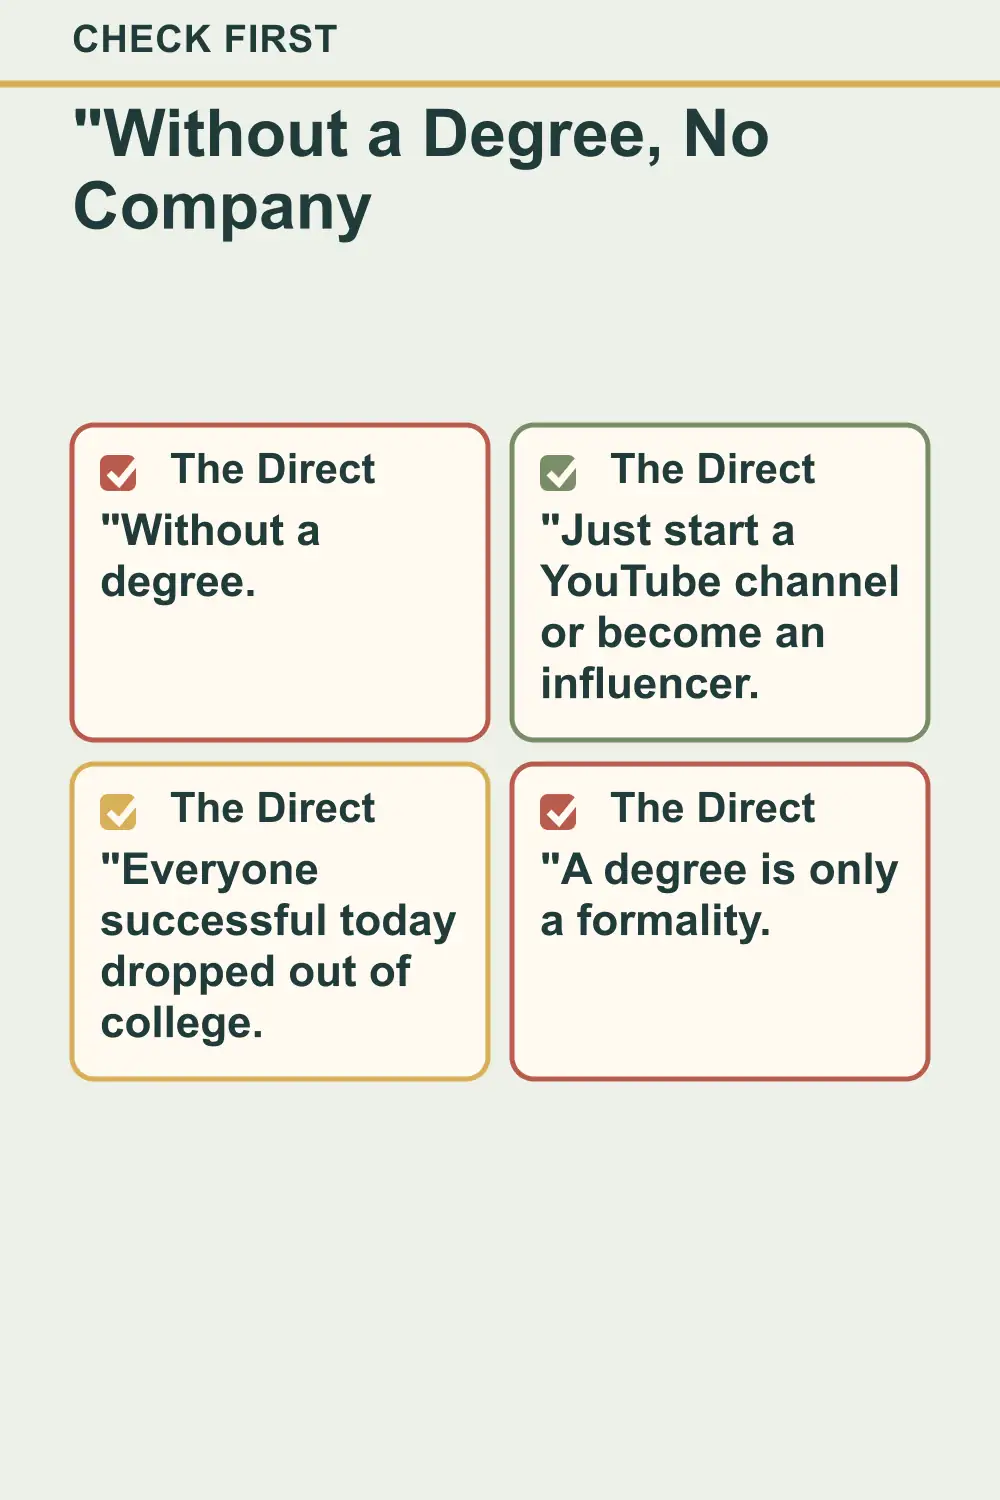 CHECK FIRST
"Without a Degree, No
Company
The Direct
"Without a
degree.
The Direct
"Just start a
YouTube channel
or become an
influencer.
The Direct
"Everyone
successful today
dropped out of
college.
The Direct
"A degree is only
a formality.